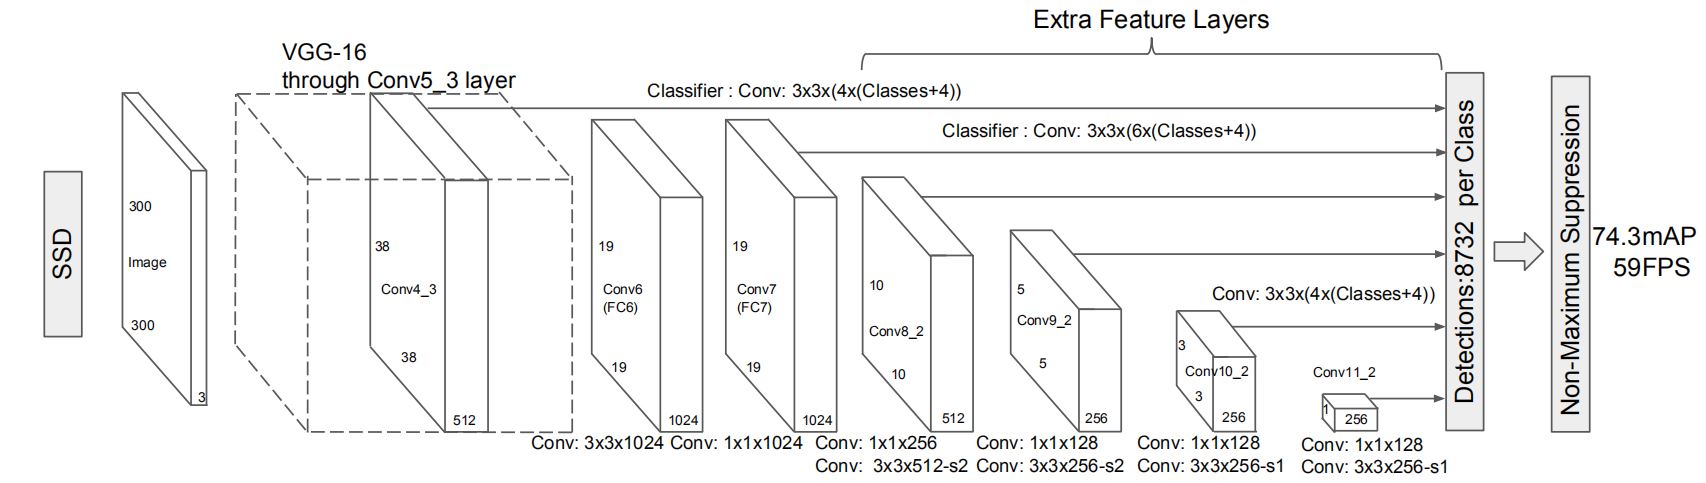 Extra Feature Layers
VGG-16
through Conv5_3 layer
Classifier : Conv: 3x3x(4x(Classes+4))
Classifier : Conv: 3x3x(6x(Classes+4))
SSD
300
Image
300
3
38
Conv4_3
38
512
19
Conv6
(FC6)
19
1024
19
Conv7
(FC7)
19
1024
10
Conv8_2
10
512
5
Conv9_2
5
256
Conv: 3x3x(4x(Classes+4))
3
Conv10_2
3
256
Conv11_2
1
256
Detections:8732 per Class
Non-Maximum Suppression
74.3mAP
59FPS
Conv: 3x3x1024
Conv: 1x1x1024
Conv: 1x1x256
Conv: 3x3x512-s2
Conv: 1x1x128
Conv: 3x3x256-s2
Conv: 1x1x128
Conv: 3x3x256-s1
Conv: 1x1x128
Conv: 3x3x256-s1